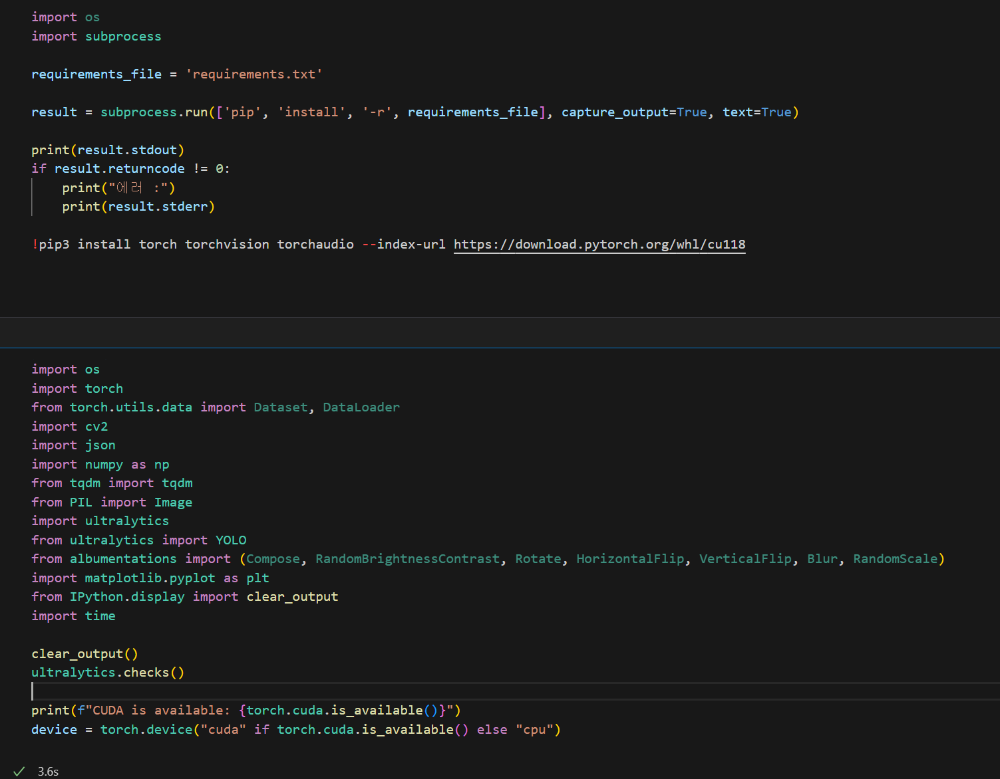 import os
import subprocess
requirements_file = 'requirements.txt'
result = subprocess.run(['pip', 'install', '-r', requirements_file], capture_output=True, text=True)
print(result.stdout)
if result.returncode != 0:
    print("에러 :")
    print(result.stderr)
!pip3 install torch torchvision torchaudio --index-url https://download.pytorch.org/whl/cu118
import os
import torch
from torch.utils.data import Dataset, DataLoader
import cv2
import json
import numpy as np
from tqdm import tqdm
from PIL import Image
import ultralytics
from ultralytics import YOLO
from albumentations import (Compose, RandomBrightnessContrast, Rotate, HorizontalFlip, VerticalFlip, Blur, RandomScale)
import matplotlib.pyplot as plt
from IPython.display import clear_output
import time
clear_output()
ultralytics.checks()
print(f"CUDA is available: {torch.cuda.is_available()}")
device = torch.device("cuda" if torch.cuda.is_available() else "cpu")
3.6s